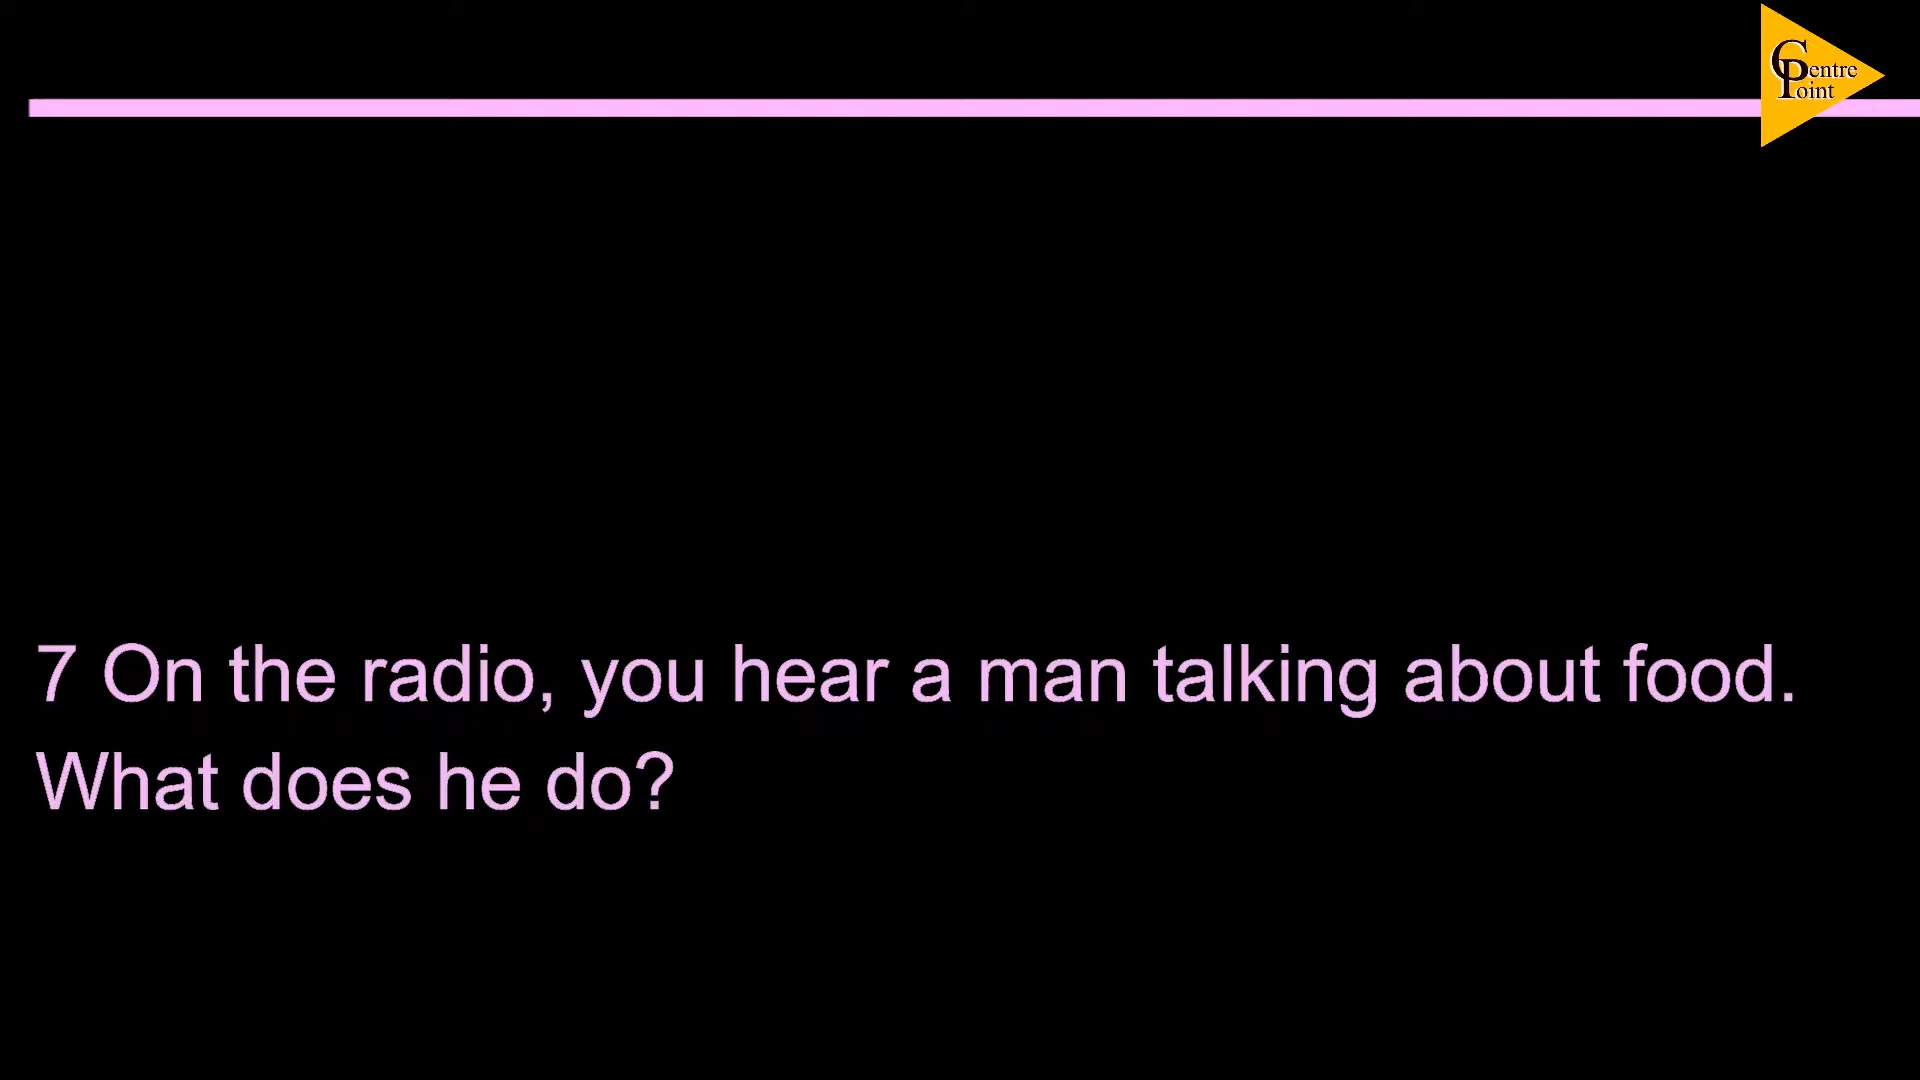 Centre
Point
7 On the radio, you hear a man talking about food.
What does he do?